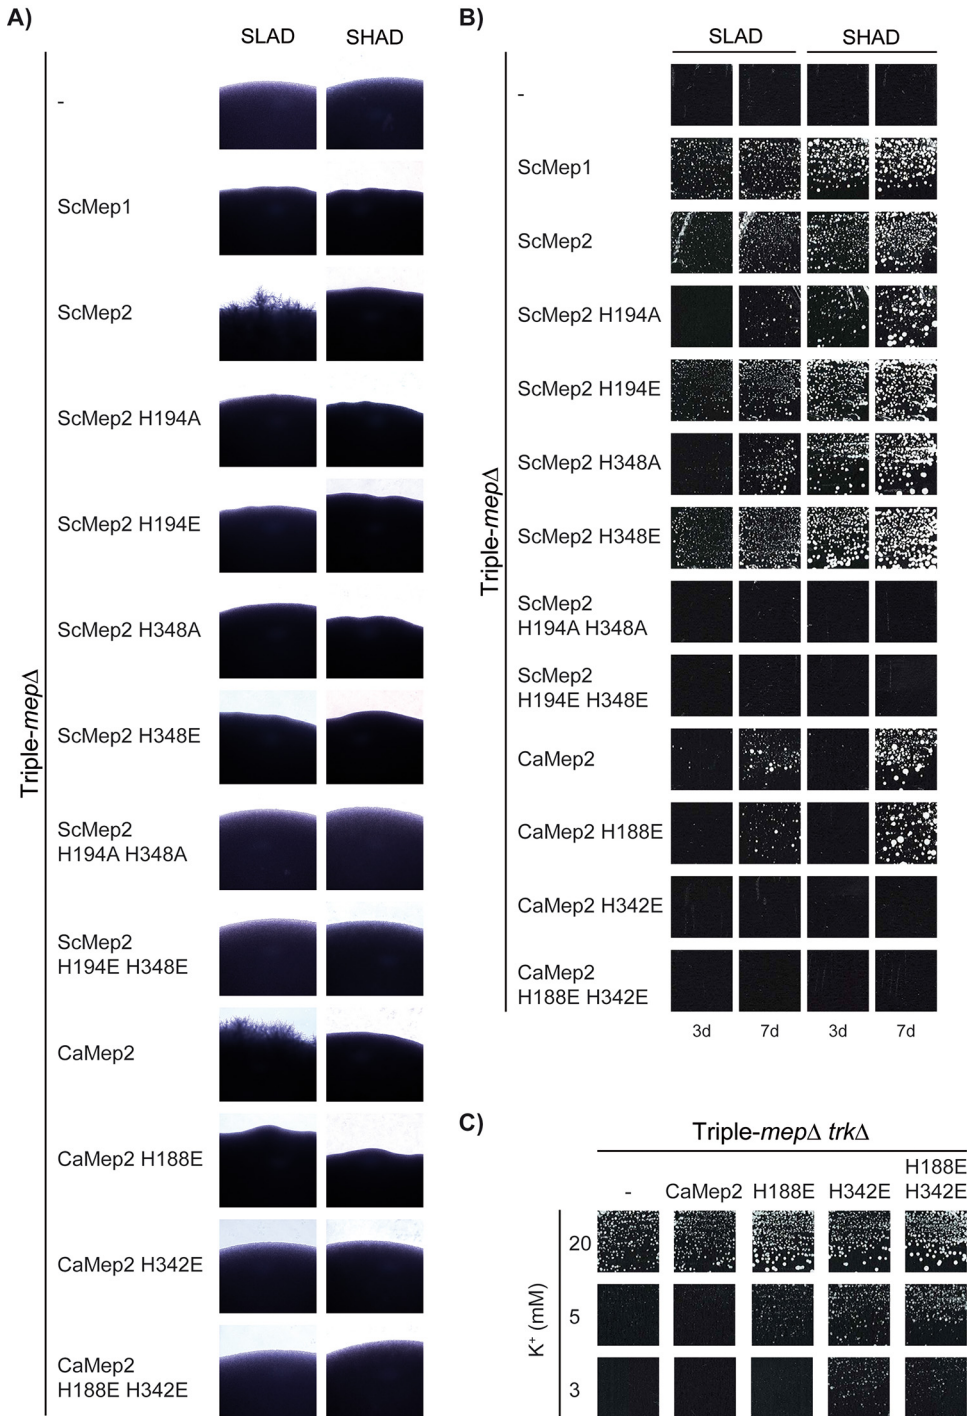 A)
SLAD SHAD
Triple-mepΔ
-
ScMep1
ScMep2
ScMep2 H194A
ScMep2 H194E
ScMep2 H348A
ScMep2 H348E
ScMep2
H194A H348A
ScMep2
H194E H348E
CaMep2
CaMep2 H188E
CaMep2 H342E
CaMep2
H188E H342E
B)
SLAD SHAD
Triple-mepΔ
-
ScMep1
ScMep2
ScMep2 H194A
ScMep2 H194E
ScMep2 H348A
ScMep2 H348E
ScMep2
H194A H348A
ScMep2
H194E H348E
CaMep2
CaMep2 H188E
CaMep2 H342E
CaMep2
H188E H342E
3d 7d 3d 7d
C)
Triple-mepΔ trkΔ
H188E
- CaMep2 H188E H342E H342E
K⁺ (mM)
20
5
3